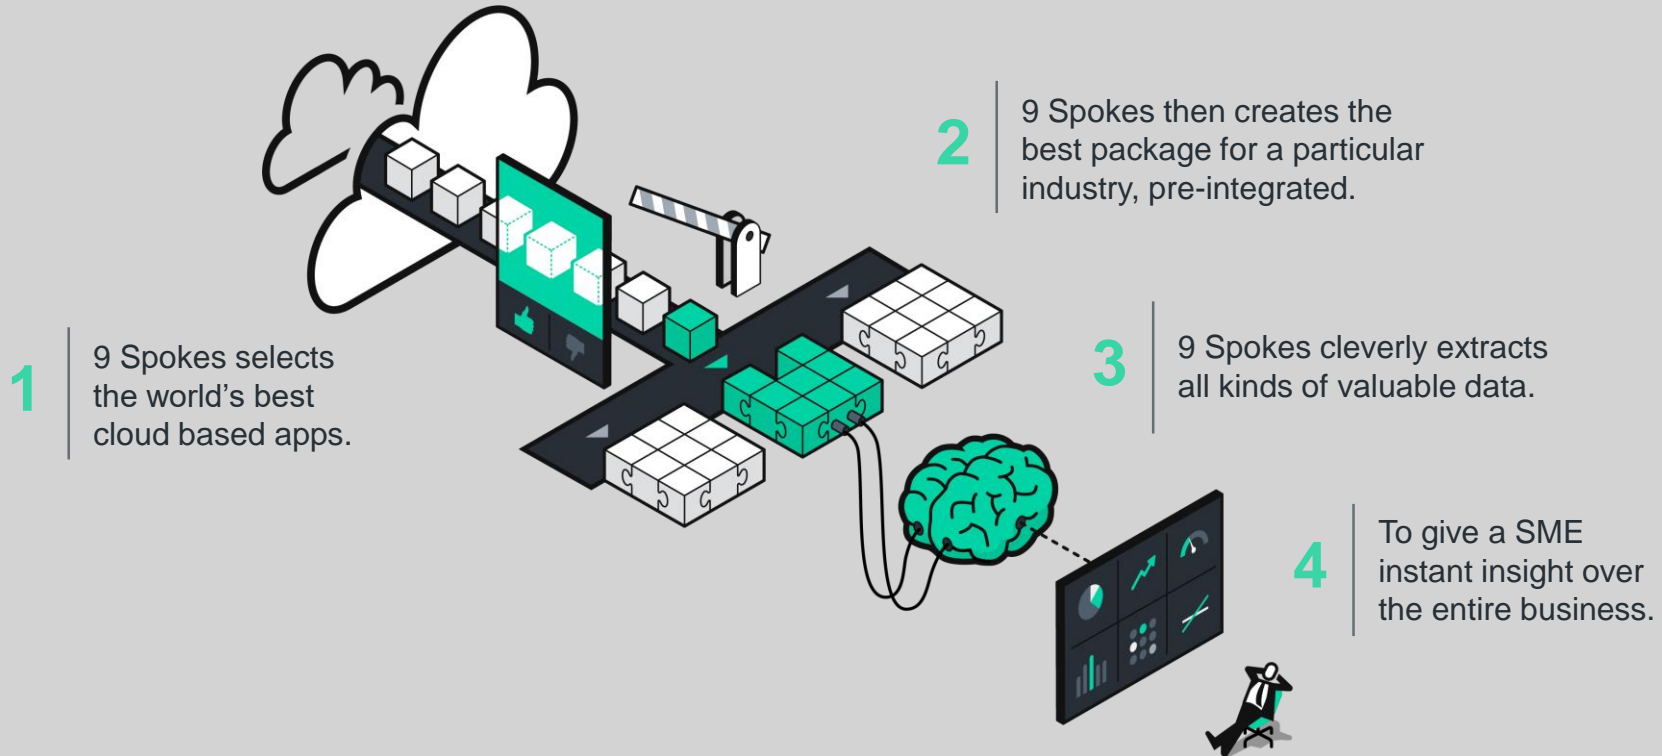 1
9 Spokes selects
the world’s best
cloud based apps.
2
9 Spokes then creates the
best package for a particular
industry, pre-integrated.
3
9 Spokes cleverly extracts
all kinds of valuable data.
4
To give a SME
instant insight over
the entire business.